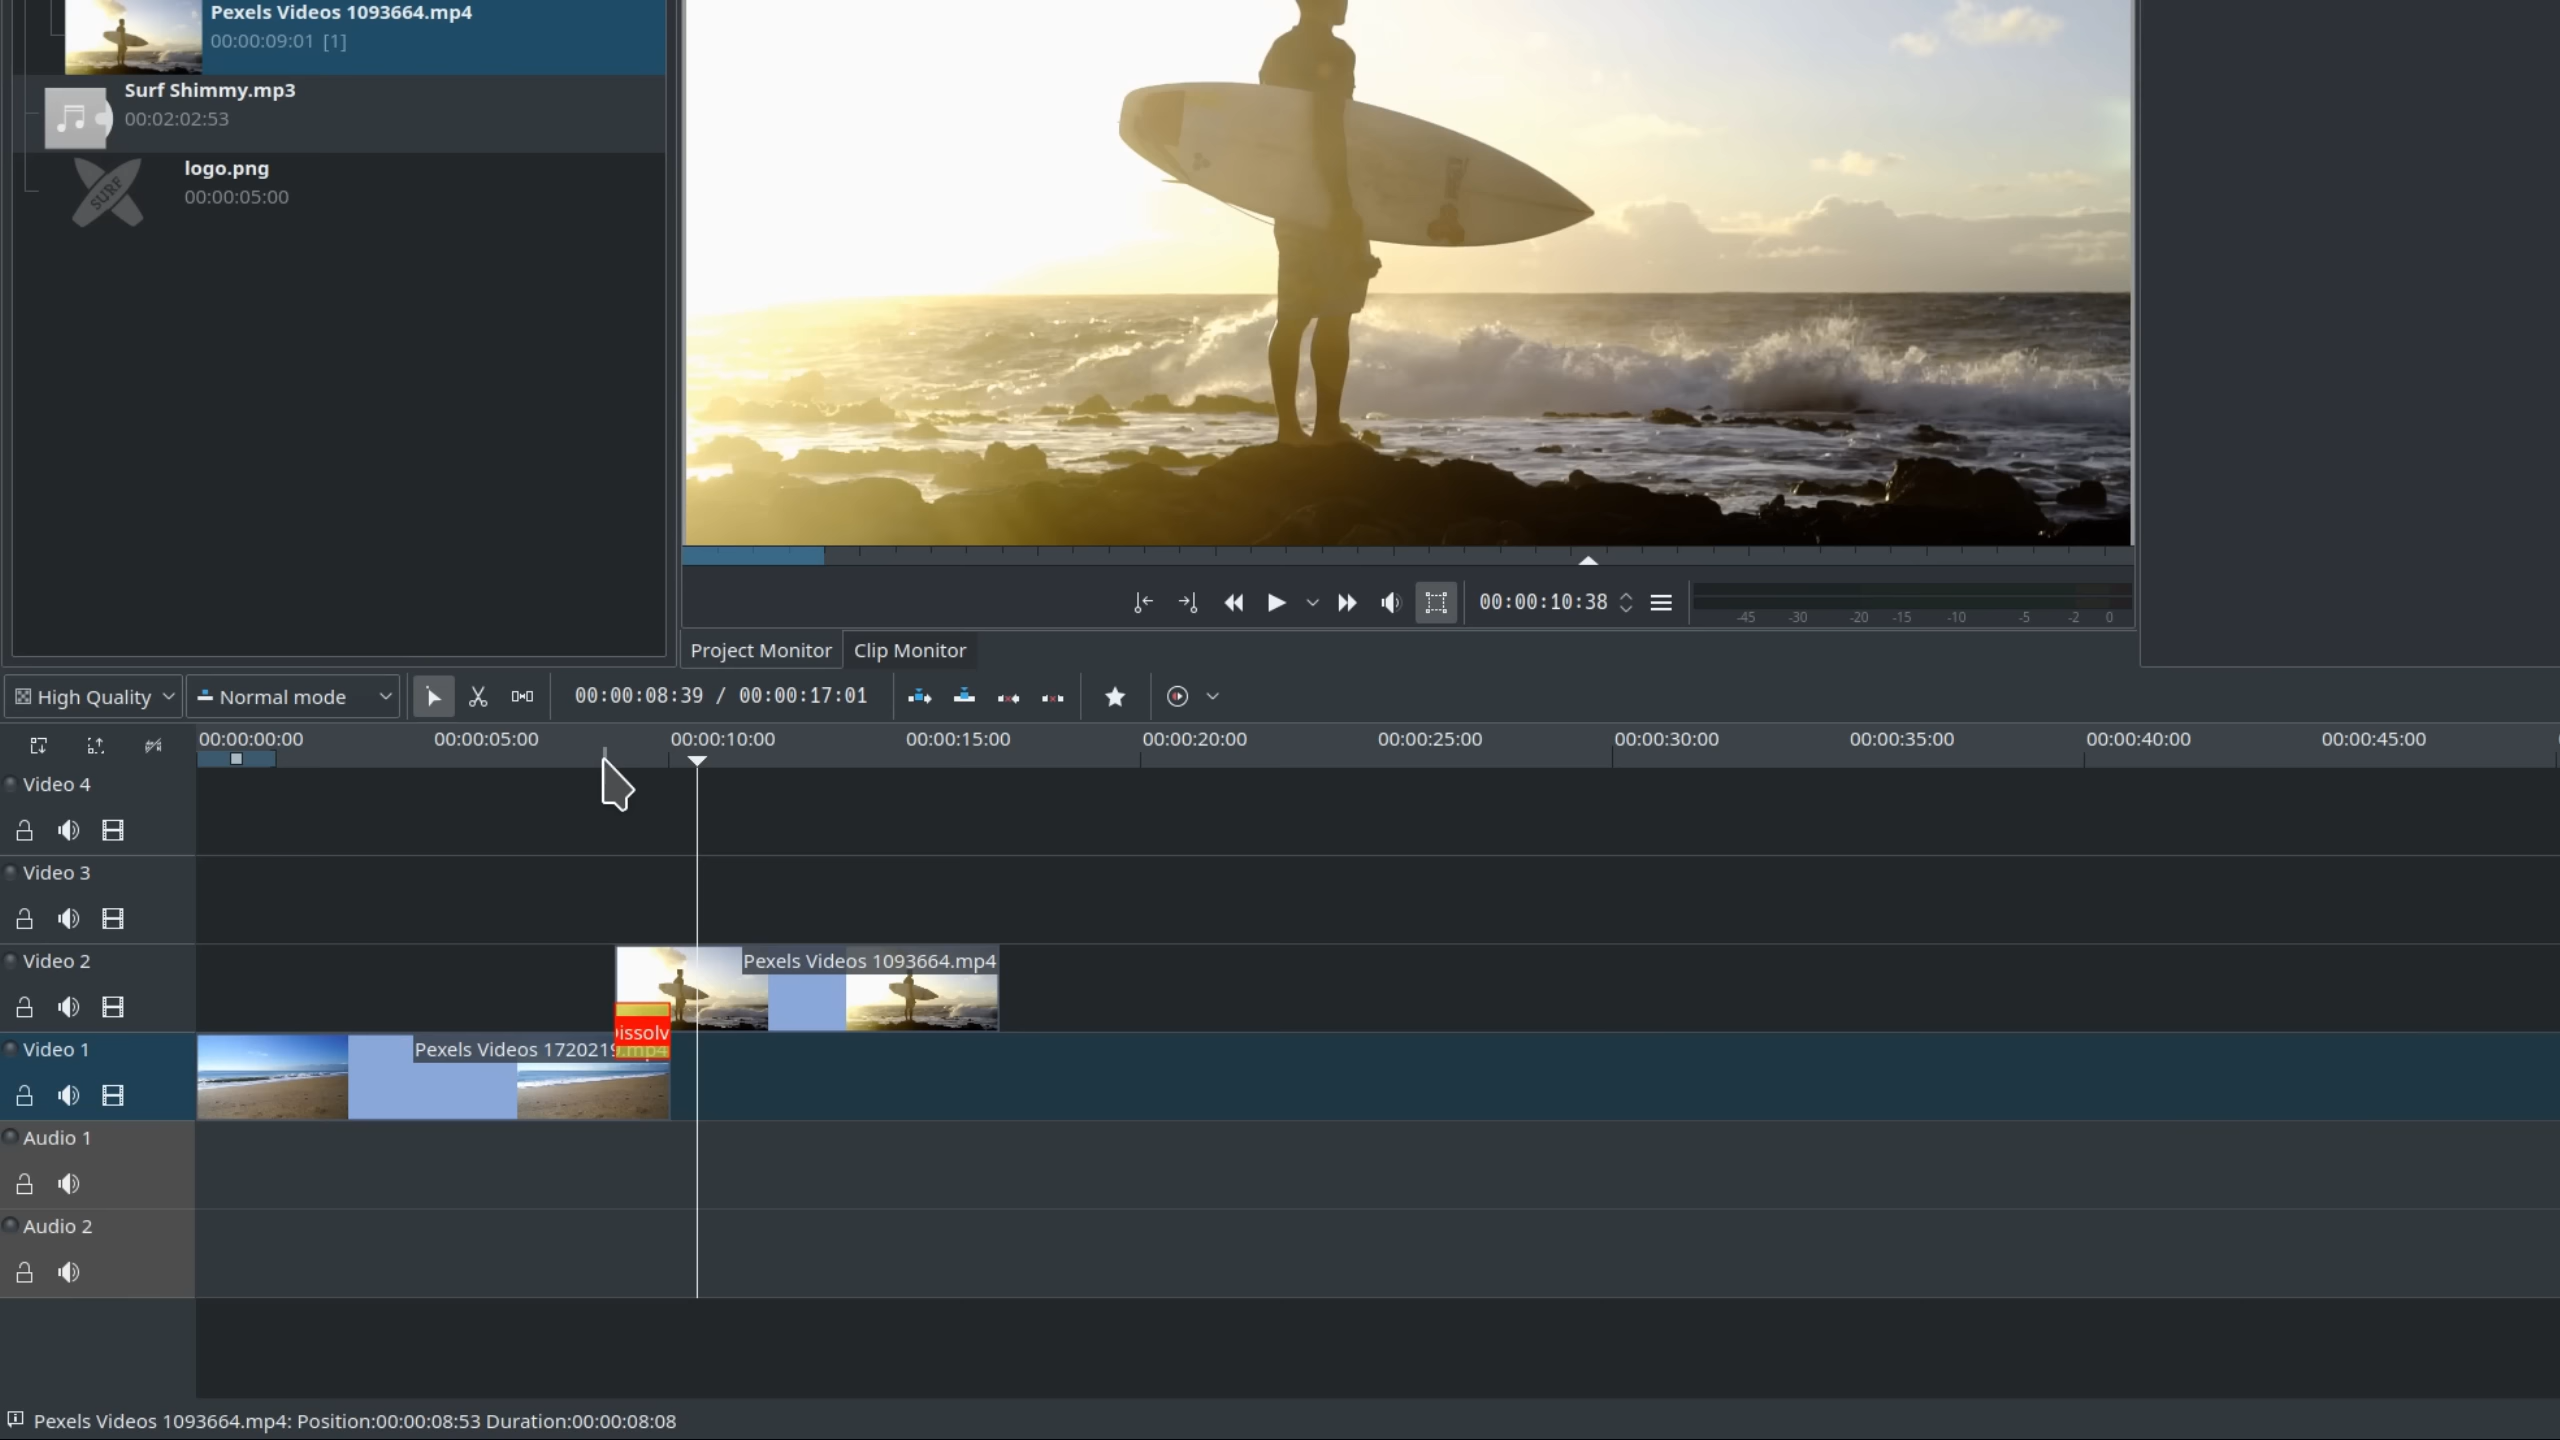 Pexels Videos 1093664.mp4
00:00:09:01 [1]
Surf Shimmy.mp3
00:02:02:53
SURF
logo.png
00:00:05:00
00:00:10:38
-45 -30 -20 -15 -10 -5 -2 0
Project Monitor Clip Monitor
High Quality Normal mode 00:00:08:39 / 00:00:17:01
00:00:00:00 00:00:05:00 00:00:10:00 00:00:15:00 00:00:20:00 00:00:25:00 00:00:30:00 00:00:35:00 00:00:40:00 00:00:45:00
Video 4
Video 3
Video 2
Pexels Videos 1093664.mp4
issolv
Video 1
Pexels Videos 1720219.mp4
Audio 1
Audio 2
Pexels Videos 1093664.mp4: Position:00:00:08:53 Duration:00:00:08:08